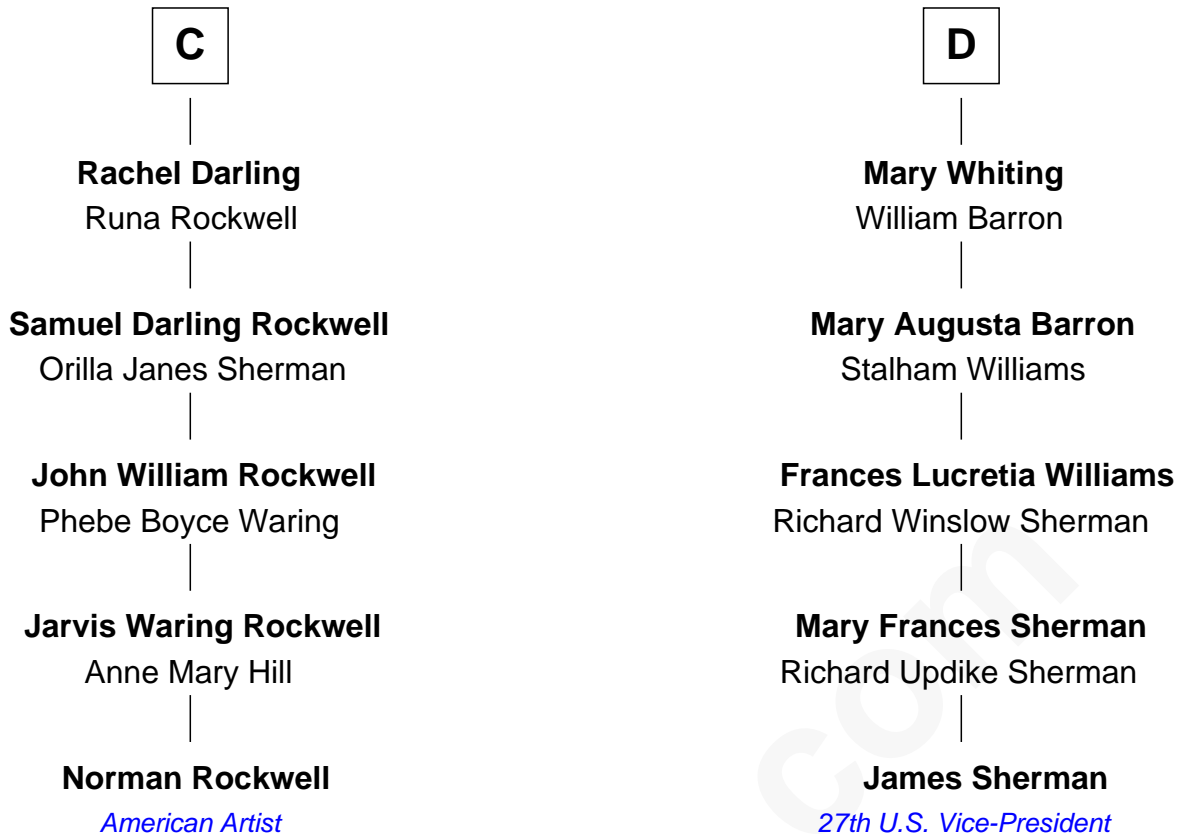 C
Rachel Darling
Runa Rockwell
Samuel Darling Rockwell
Orilla Janes Sherman
John William Rockwell
Phebe Boyce Waring
Jarvis Waring Rockwell
Anne Mary Hill
Norman Rockwell
American Artist
D
Mary Whiting
William Barron
Mary Augusta Barron
Stalham Williams
Frances Lucretia Williams
Richard Winslow Sherman
Mary Frances Sherman
Richard Updike Sherman
James Sherman
27th U.S. Vice-President
com